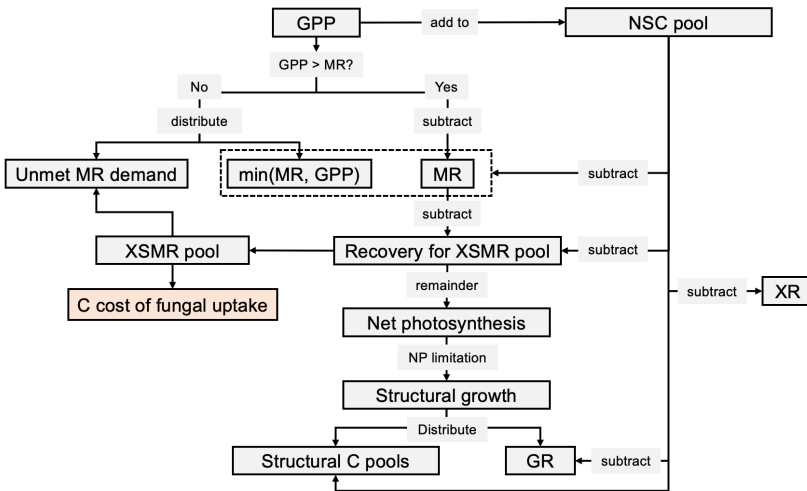 GPP
add to
NSC pool
GPP > MR?
No
Yes
distribute
subtract
Unmet MR demand
min(MR, GPP)
MR
subtract
subtract
XSMR pool
Recovery for XSMR pool
subtract
C cost of fungal uptake
remainder
subtract
XR
Net photosynthesis
NP limitation
Structural growth
Distribute
Structural C pools
GR
subtract